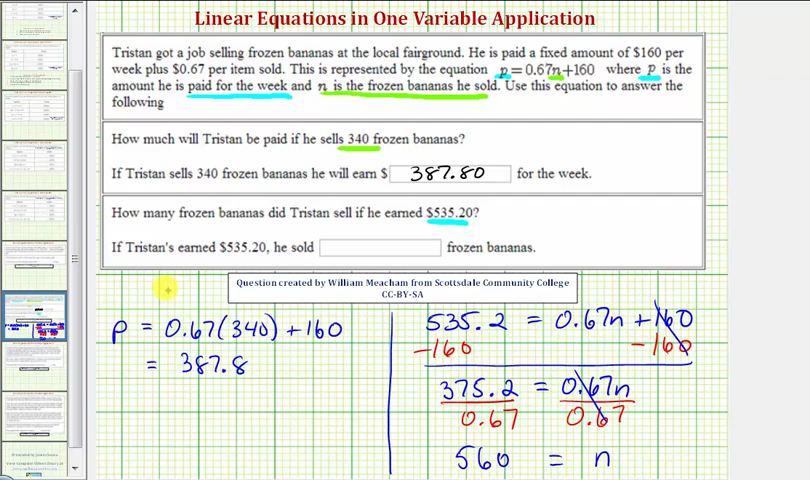 Linear Equations in One Variable Application
Tristan got a job selling frozen bananas at the local fairground. He is paid a fixed amount of $160 per
week plus $0.67 per item sold. This is represented by the equation p = 0.67n+160 where p is the
amount he is paid for the week and n is the frozen bananas he sold. Use this equation to answer the
following
How much will Tristan be paid if he sells 340 frozen bananas?
If Tristan sells 340 frozen bananas he will earn $ 387.80 for the week.
How many frozen bananas did Tristan sell if he earned $535.20?
If Tristan's earned $535.20, he sold frozen bananas.
Question created by William Meacham from Scottsdale Community College
CC-BY-SA
p = 0.67(340) + 160
= 387.8
535.2 = 0.67n + 160
-160 -160
375.2 = 0.67n
0.67 0.67
560 = n